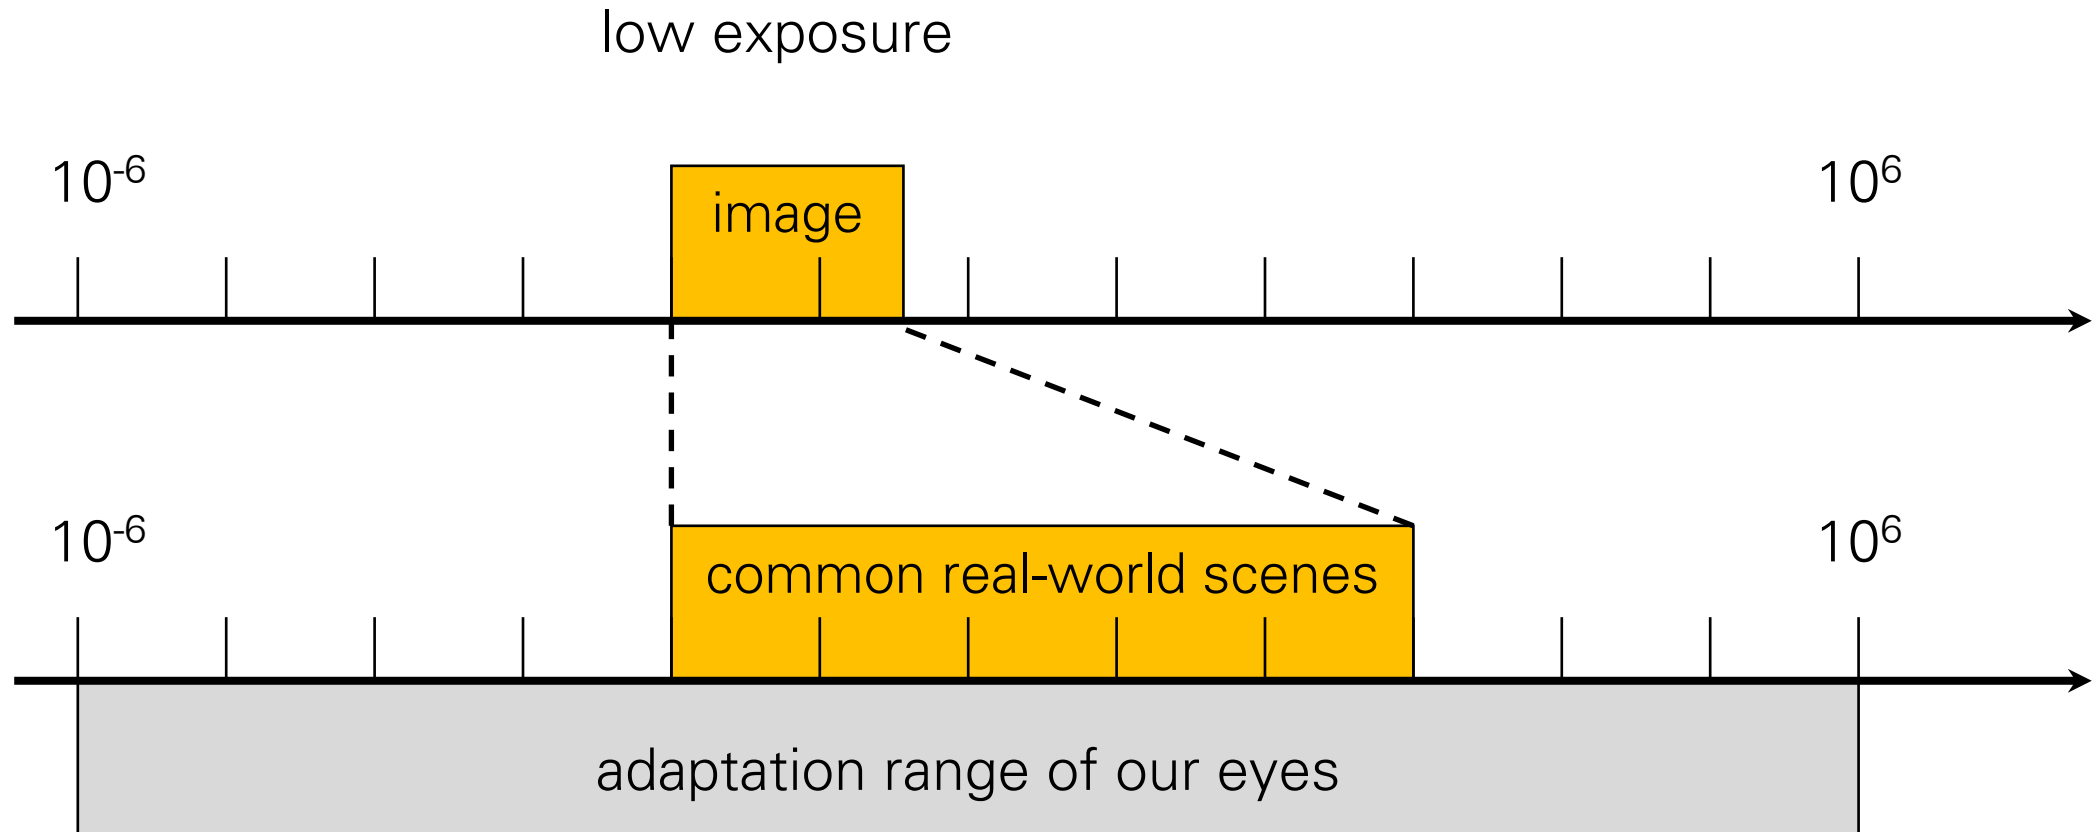 low exposure
10⁻⁶
10⁶
image
10⁻⁶
10⁶
common real-world scenes
adaptation range of our eyes